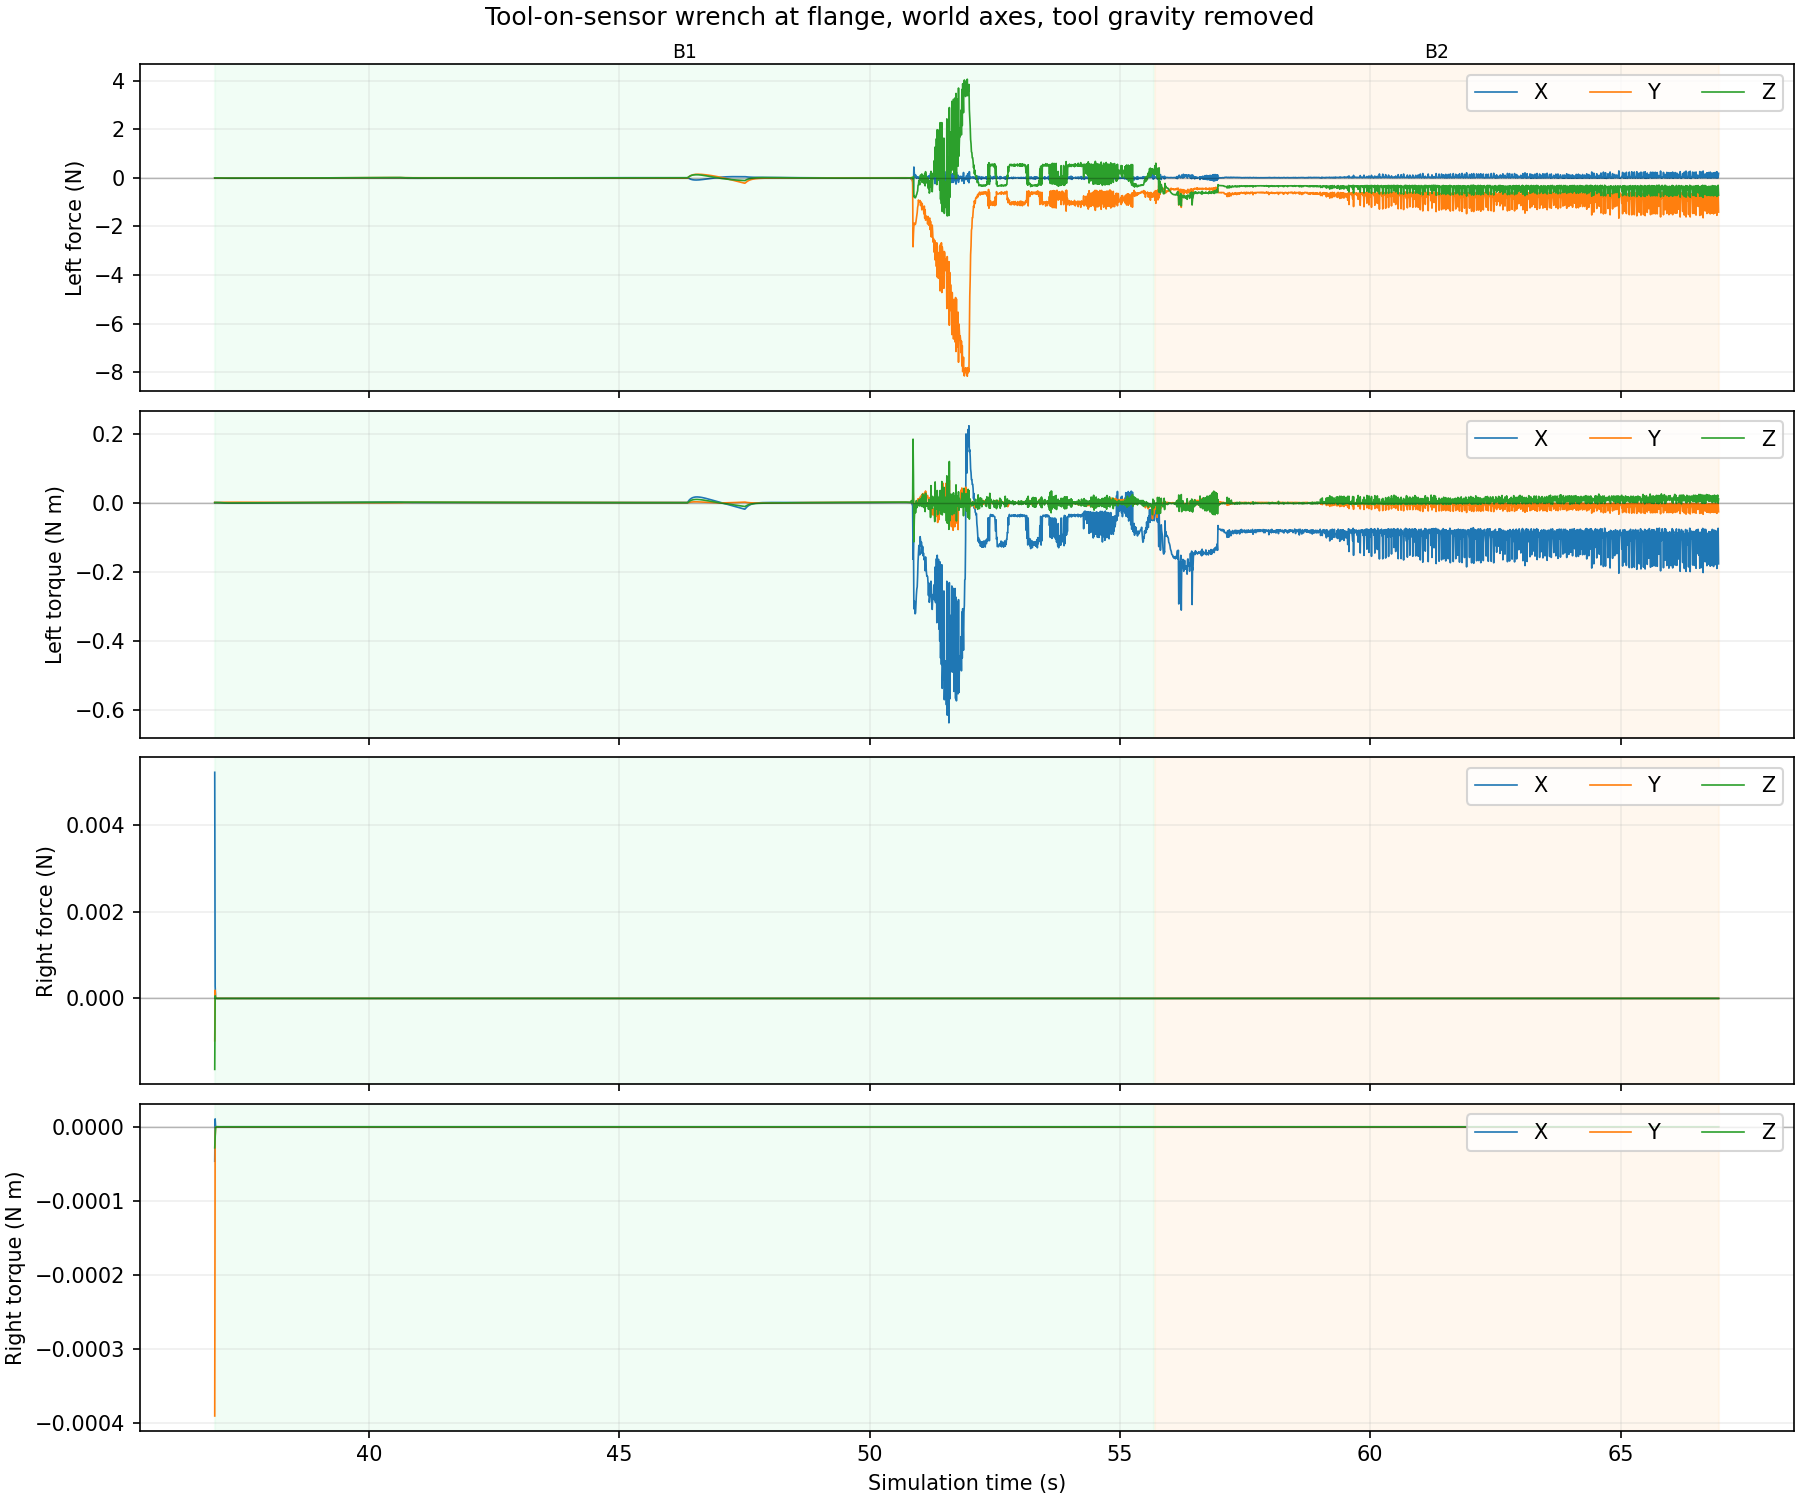 Tool-on-sensor wrench at flange, world axes, tool gravity removed
B1 B2
Left force (N)
4
2
0
−2
−4
−6
−8
X Y Z
Left torque (N m)
0.2
0.0
−0.2
−0.4
−0.6
X Y Z
Right force (N)
0.004
0.002
0.000
X Y Z
Right torque (N m)
0.0000
−0.0001
−0.0002
−0.0003
−0.0004
X Y Z
40 45 50 55 60 65
Simulation time (s)